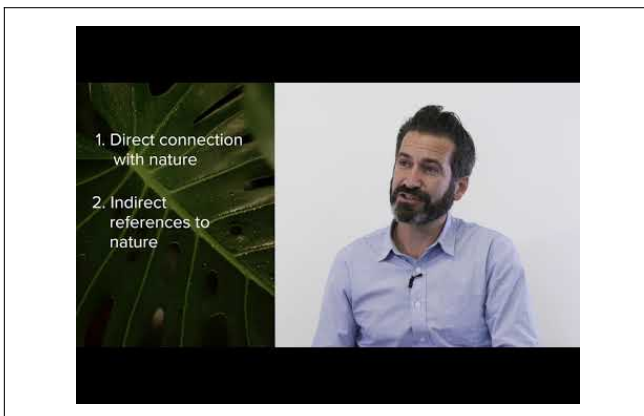 1. Direct connection
with nature
2. Indirect
references to
nature